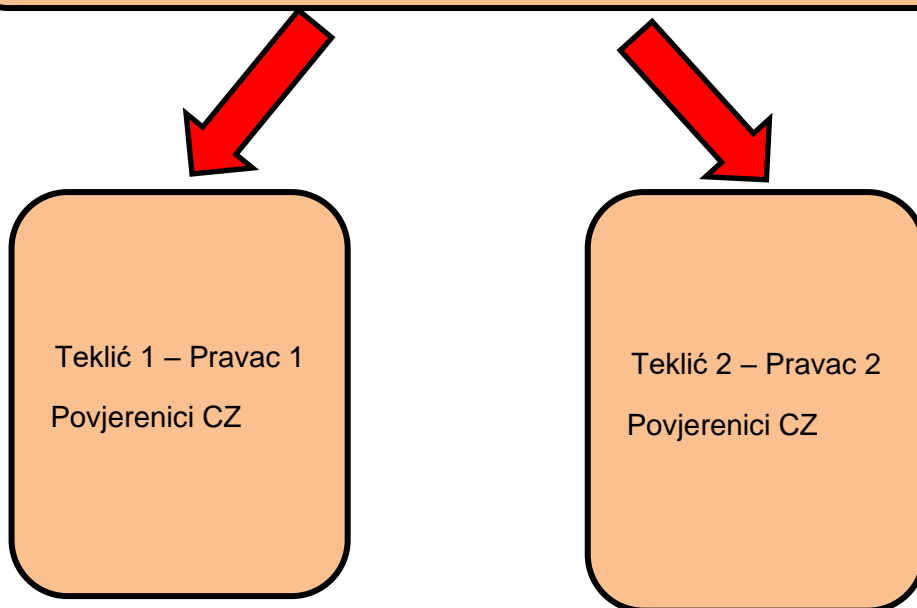 Teklić 1 – Pravac 1
Povjerenici CZ
Teklić 2 – Pravac 2
Povjerenici CZ